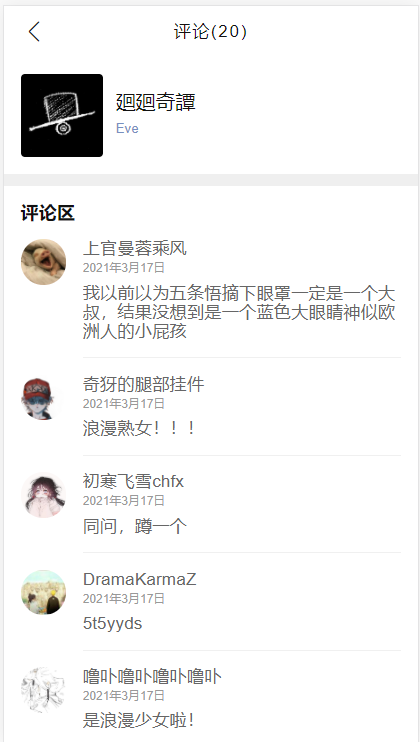 评论(20)
廻廻奇譚
Eve
评论区
上官曼蓉乘风
2021年3月17日
我以前以为五条悟摘下眼罩一定是一个大
叔，结果没想到是一个蓝色大眼睛神似欧
洲人的小屁孩
奇犽的腿部挂件
2021年3月17日
浪漫熟女！！！
初寒飞雪chfx
2021年3月17日
同问，蹲一个
DramaKarmaZ
2021年3月17日
5t5yyds
噜卟噜卟噜卟噜卟
2021年3月17日
是浪漫少女啦！